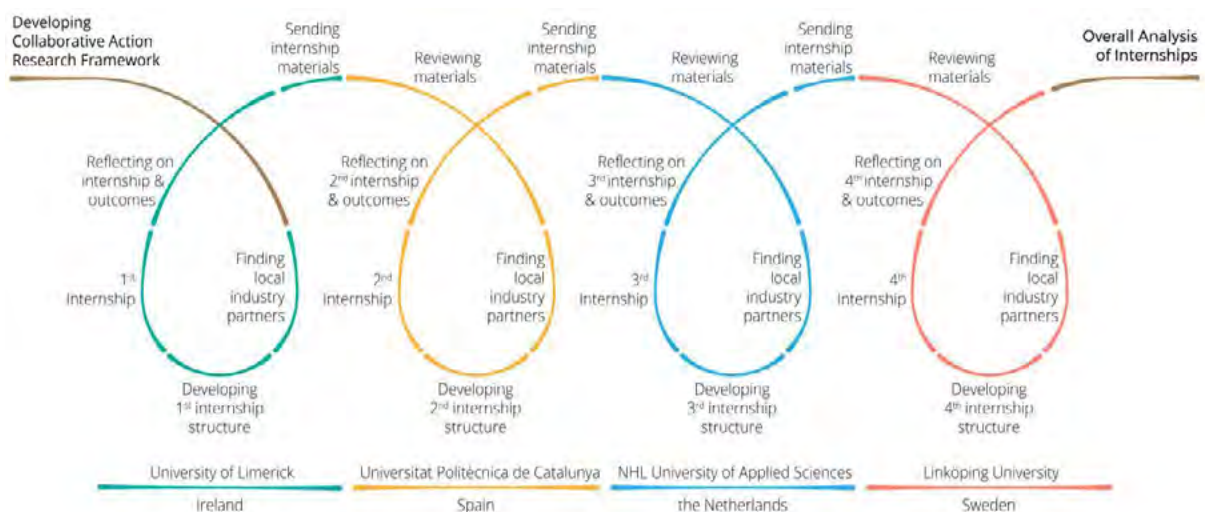 Developing
Collaborative Action
Research Framework
Sending
internship
materials
Reviewing
materials
Sending
internship
materials
Reviewing
materials
Sending
internship
materials
Reviewing
materials
Overall Analysis
of Internships
Reflecting on
internship &
outcomes
Reflecting on
2nd internship
& outcomes
Reflecting on
3rd internship
& outcomes
Reflecting on
4th internship
& outcomes
1st
Internship
Finding
local
industry
partners
2nd
Internship
Finding
local
industry
partners
3rd
Internship
Finding
local
industry
partners
4th
Internship
Finding
local
industry
partners
Developing
1st internship
structure
Developing
2nd internship
structure
Developing
3rd internship
structure
Developing
4th internship
structure
University of Limerick
Ireland
Universitat Politècnica de Catalunya
Spain
NHL University of Applied Sciences
the Netherlands
Linkoping University
Sweden